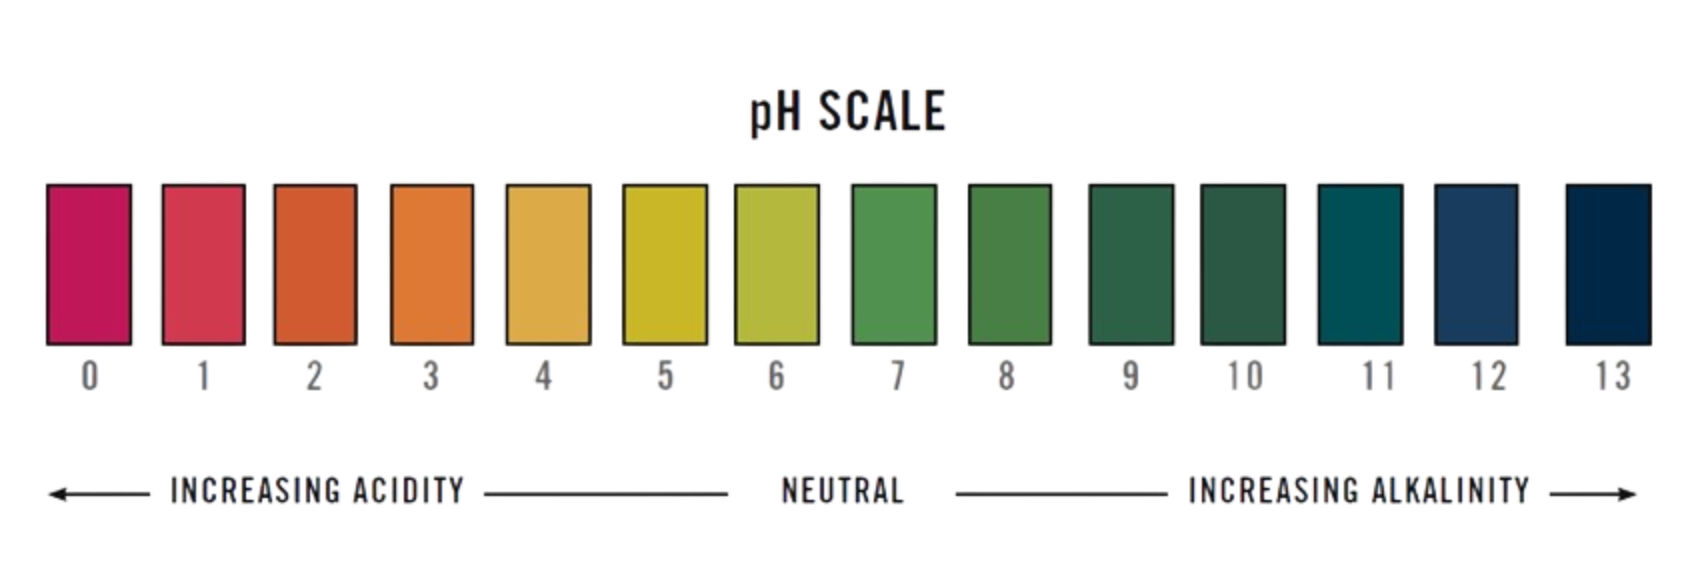 pH SCALE
0 1 2 3 4 5 6 7 8 9 10 11 12 13
INCREASING ACIDITY NEUTRAL INCREASING ALKALINITY